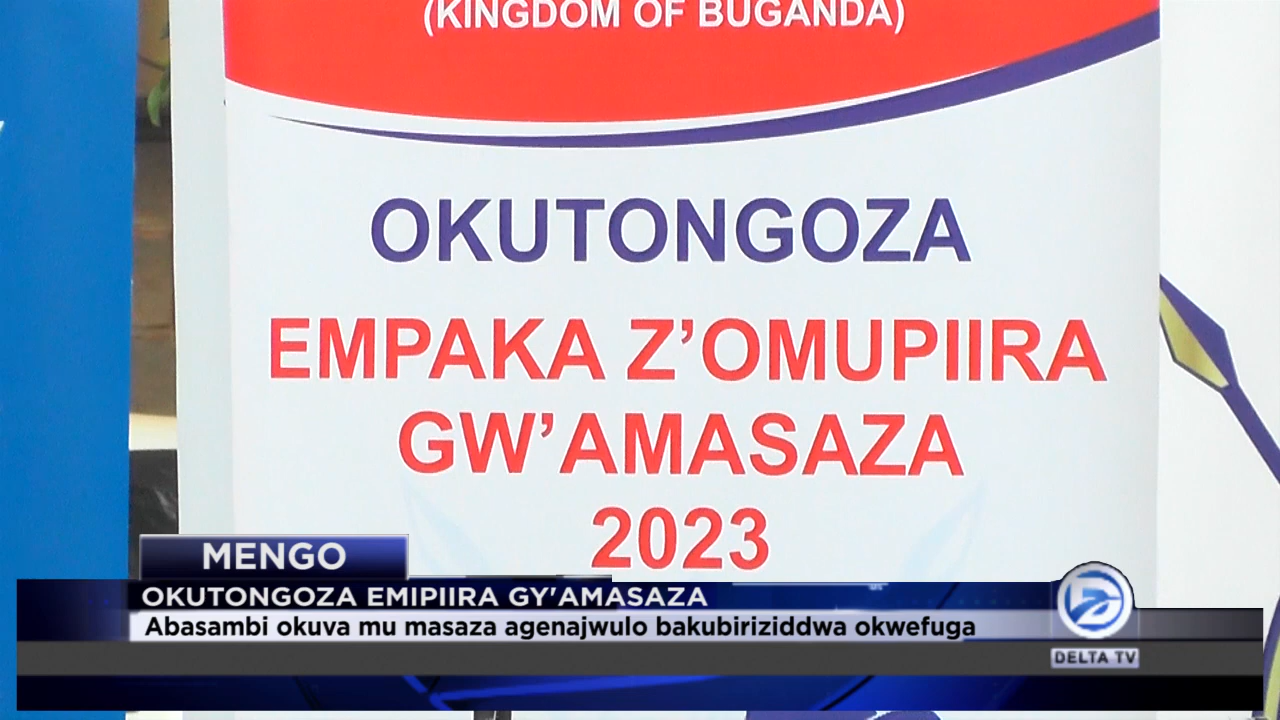 (KINGDOM OF BUGANDA)
OKUTONGOZA
EMPAKA Z’OMUPIIRA
GW’AMASAZA
2023
MENGO
OKUTONGOZA EMIPIIRA GY'AMASAZA
Abasambi okuva mu masaza agenajwulo bakubiriziddwa okwefuga
DELTA TV